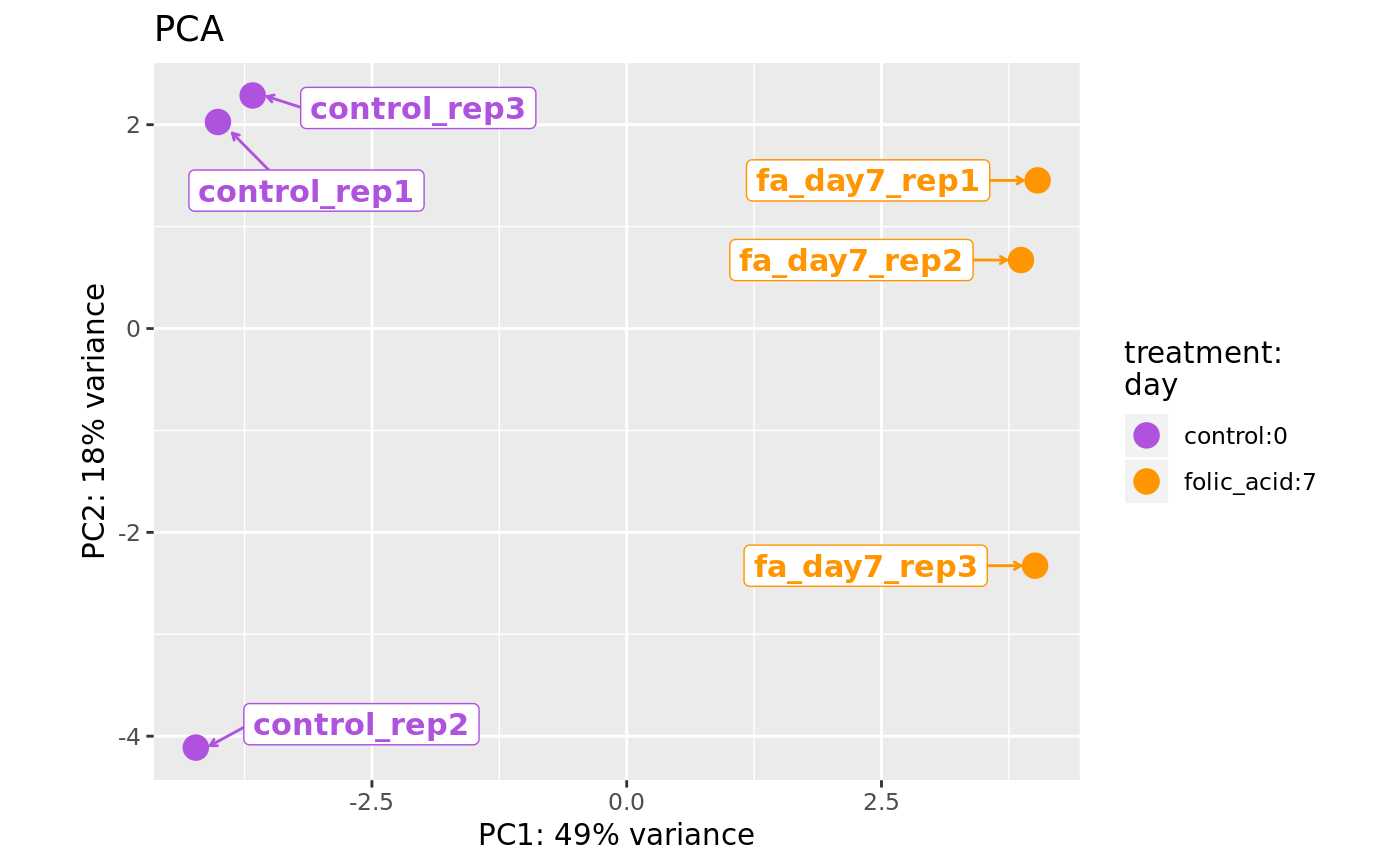 PCA
control_rep3
control_rep1
fa_day7_rep1
fa_day7_rep2
fa_day7_rep3
control_rep2
2
0
-2
-4
PC2: 18% variance
-2.5
0.0
2.5
PC1: 49% variance
treatment:
day
control:0
folic_acid:7